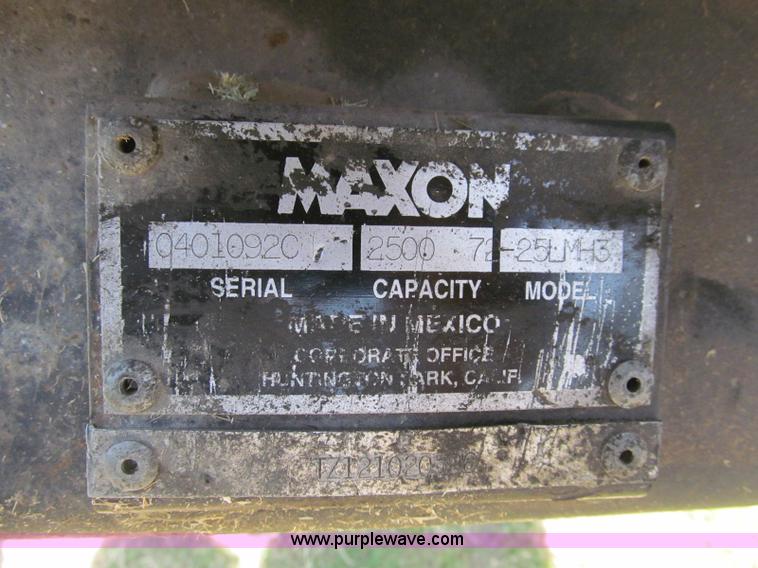 MAXON
0401092C 2500 72-25LMH3
SERIAL CAPACITY MODEL
MADE IN MEXICO
CORPORATE OFFICE
HUNTINGTON PARK, CALIF.
TZ121020
www.purplewave.com